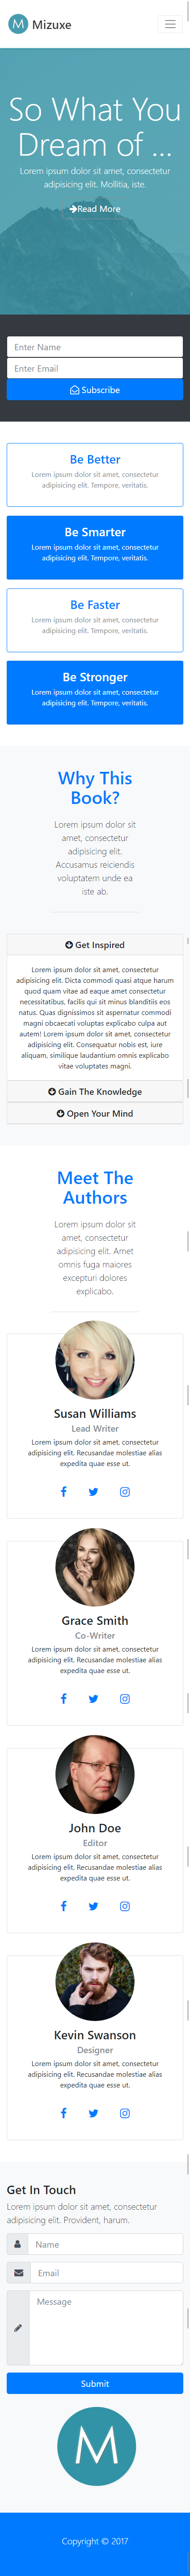 M Mizuxe
So What You
Dream of ...
Lorem ipsum dolor sit amet, consectetur
adipisicing elit. Mollitia, iste.
Read More
Enter Name
Enter Email
Subscribe
Be Better
Lorem ipsum dolor sit amet, consectetur
adipisicing elit. Tempore, veritatis.
Be Smarter
Lorem ipsum dolor sit amet, consectetur
adipisicing elit. Tempore, veritatis.
Be Faster
Lorem ipsum dolor sit amet, consectetur
adipisicing elit. Tempore, veritatis.
Be Stronger
Lorem ipsum dolor sit amet, consectetur
adipisicing elit. Tempore, veritatis.
Why This
Book?
Lorem ipsum dolor sit
amet, consectetur
adipisicing elit.
Accusamus reiciendis
voluptatem unde ea
iste ab.
Get Inspired
Lorem ipsum dolor sit amet, consectetur
adipisicing elit. Dicta commodi quasi atque harum
quod quam vitae ad eaque amet consectetur
necessitatibus, facilis qui sit minus blanditiis eos
natus. Quas dignissimos sit aspernatur commodi
magni obcaecati voluptas explicabo culpa aut
autem! Lorem ipsum dolor sit amet, consectetur
adipisicing elit. Consequatur nobis est, iure
aliquam, similique laudantium omnis explicabo
vitae voluptates magni.
Gain The Knowledge
Open Your Mind
Meet The
Authors
Lorem ipsum dolor sit
amet, consectetur
adipisicing elit. Amet
omnis fuga maiores
excepturi dolores
explicabo.
Susan Williams
Lead Writer
Lorem ipsum dolor sit amet, consectetur
adipisicing elit. Recusandae molestiae alias
expedita quae esse ut.
Grace Smith
Co-Writer
Lorem ipsum dolor sit amet, consectetur
adipisicing elit. Recusandae molestiae alias
expedita quae esse ut.
John Doe
Editor
Lorem ipsum dolor sit amet, consectetur
adipisicing elit. Recusandae molestiae alias
expedita quae esse ut.
Kevin Swanson
Designer
Lorem ipsum dolor sit amet, consectetur
adipisicing elit. Recusandae molestiae alias
expedita quae esse ut.
Get In Touch
Lorem ipsum dolor sit amet, consectetur
adipisicing elit. Provident, harum.
Name
Email
Message
Submit
M
Copyright © 2017